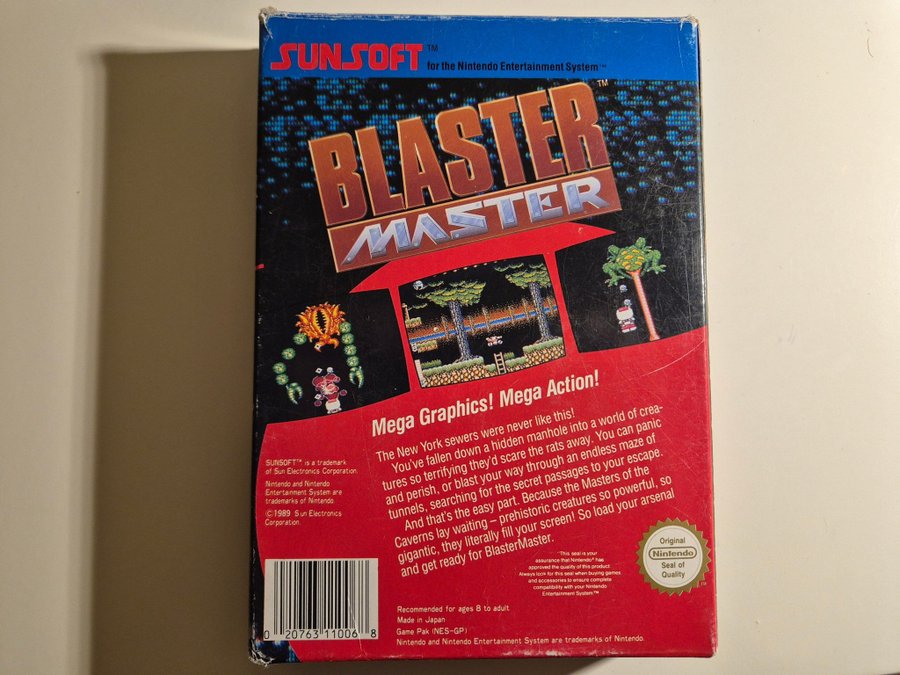 SUNSOFT™
for the Nintendo Entertainment System™
BLASTER™
MASTER
Mega Graphics! Mega Action!
The New York sewers were never like this!
You've fallen down a hidden manhole into a world of crea-
tures so terrifying they'd scare the rats away. You can panic
and perish, or blast your way through an endless maze of
tunnels, searching for the secret passages to your escape.
And that's the easy part. Because the Masters of the
Caverns lay waiting – prehistoric creatures so powerful, so
gigantic, they literally fill your screen! So load your arsenal
and get ready for BlasterMaster.
SUNSOFT™ is a trademark
of Sun Electronics Corporation.
Nintendo and Nintendo
Entertainment System are
trademarks of Nintendo.
©1989 Sun Electronics
Corporation.
"This seal is your
assurance that Nintendo® has
approved the quality of this product.
Always look for this seal when buying games
and accessories to ensure complete
compatibility with your Nintendo
Entertainment System.™
Original
Nintendo
Seal of
Quality
TM
0 20763 11006 8
Recommended for ages 8 to adult
Made in Japan
Game Pak (NES-GP)
Nintendo and Nintendo Entertainment System are trademarks of Nintendo.